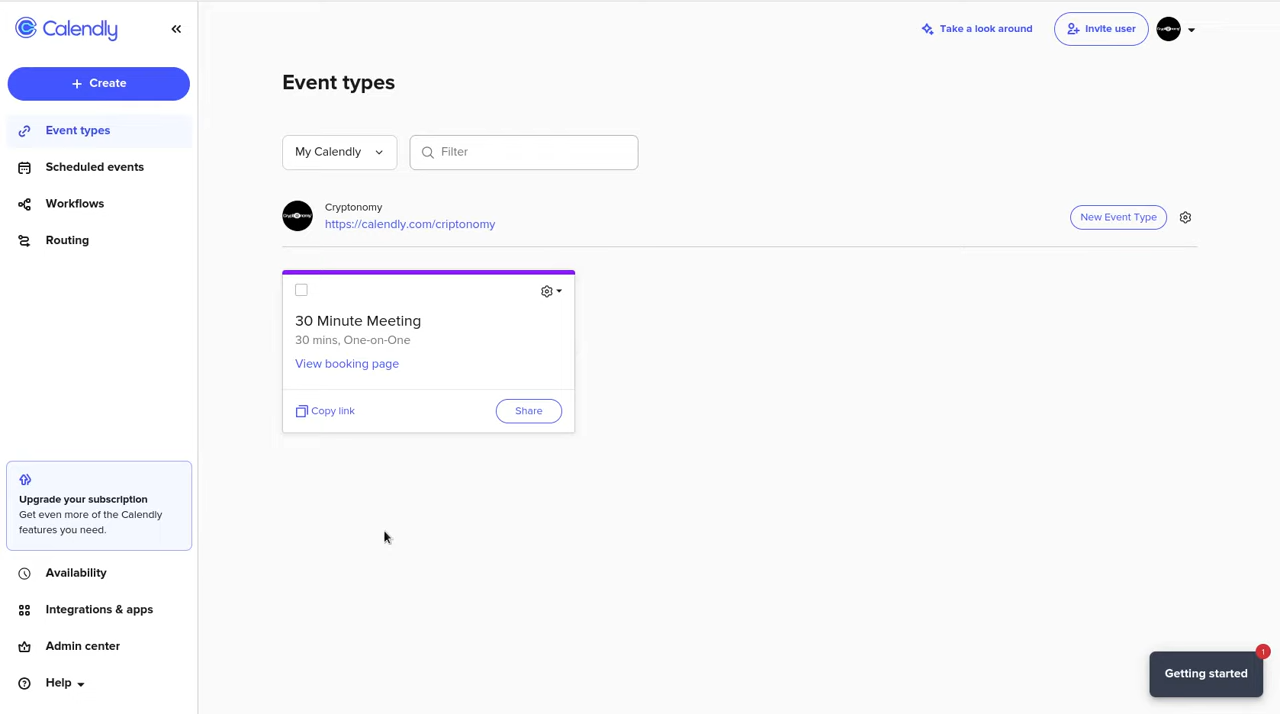 Calendly
Take a look around
Invite user
+ Create
Event types
Event types
Scheduled events
My Calendly
Filter
Workflows
Cryptonomy
https://calendly.com/criptonomy
New Event Type
Routing
30 Minute Meeting
30 mins, One-on-One
View booking page
Copy link
Share
Upgrade your subscription
Get even more of the Calendly
features you need.
Availability
Integrations & apps
Admin center
Help
Getting started
1